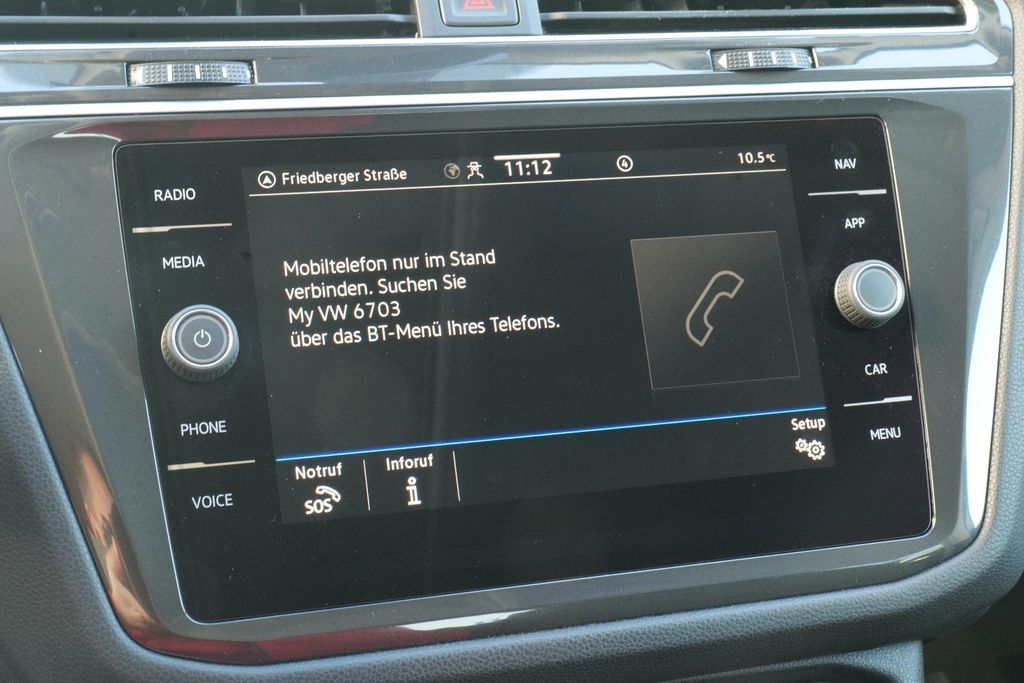 RADIO
MEDIA
PHONE
VOICE
Friedberger Straße
11:12
4
10.5°C
Mobiltelefon nur im Stand
verbinden. Suchen Sie
My VW 6703
über das BT-Menü Ihres Telefons.
Notruf
SOS
Inforuf
i
Setup
NAV
APP
CAR
MENU